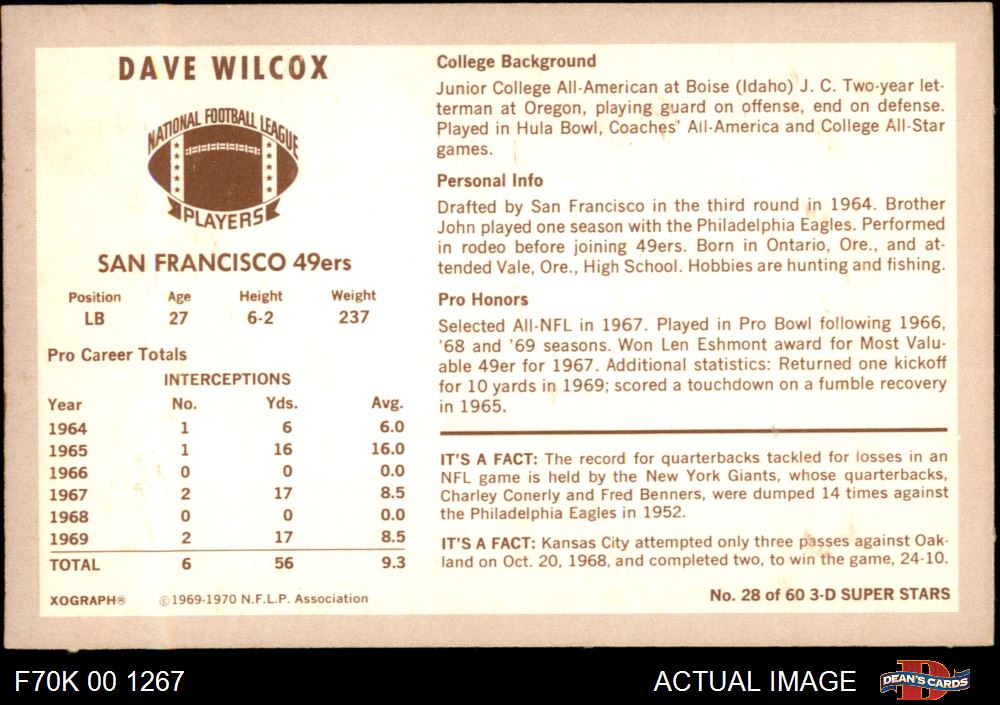 DAVE WILCOX
NATIONAL FOOTBALL LEAGUE
PLAYERS
SAN FRANCISCO 49ers
Position Age Height Weight
LB 27 6-2 237
Pro Career Totals
INTERCEPTIONS
Year No. Yds. Avg.
1964 1 6 6.0
1965 1 16 16.0
1966 0 0 0.0
1967 2 17 8.5
1968 0 0 0.0
1969 2 17 8.5
TOTAL 6 56 9.3
XOGRAPH® ©1969-1970 N.F.L.P. Association
College Background
Junior College All-American at Boise (Idaho) J. C. Two-year let-
terman at Oregon, playing guard on offense, end on defense.
Played in Hula Bowl, Coaches' All-America and College All-Star
games.
Personal Info
Drafted by San Francisco in the third round in 1964. Brother
John played one season with the Philadelphia Eagles. Performed
in rodeo before joining 49ers. Born in Ontario, Ore., and at-
tended Vale, Ore., High School. Hobbies are hunting and fishing.
Pro Honors
Selected All-NFL in 1967. Played in Pro Bowl following 1966,
'68 and '69 seasons. Won Len Eshmont award for Most Valu-
able 49er for 1967. Additional statistics: Returned one kickoff
for 10 yards in 1969; scored a touchdown on a fumble recovery
in 1965.
IT'S A FACT: The record for quarterbacks tackled for losses in an
NFL game is held by the New York Giants, whose quarterbacks,
Charley Conerly and Fred Benners, were dumped 14 times against
the Philadelphia Eagles in 1952.
IT'S A FACT: Kansas City attempted only three passes against Oak-
land on Oct. 20, 1968, and completed two, to win the game, 24-10.
No. 28 of 60 3-D SUPER STARS
F70K 00 1267
ACTUAL IMAGE
D
DEAN'S CARDS